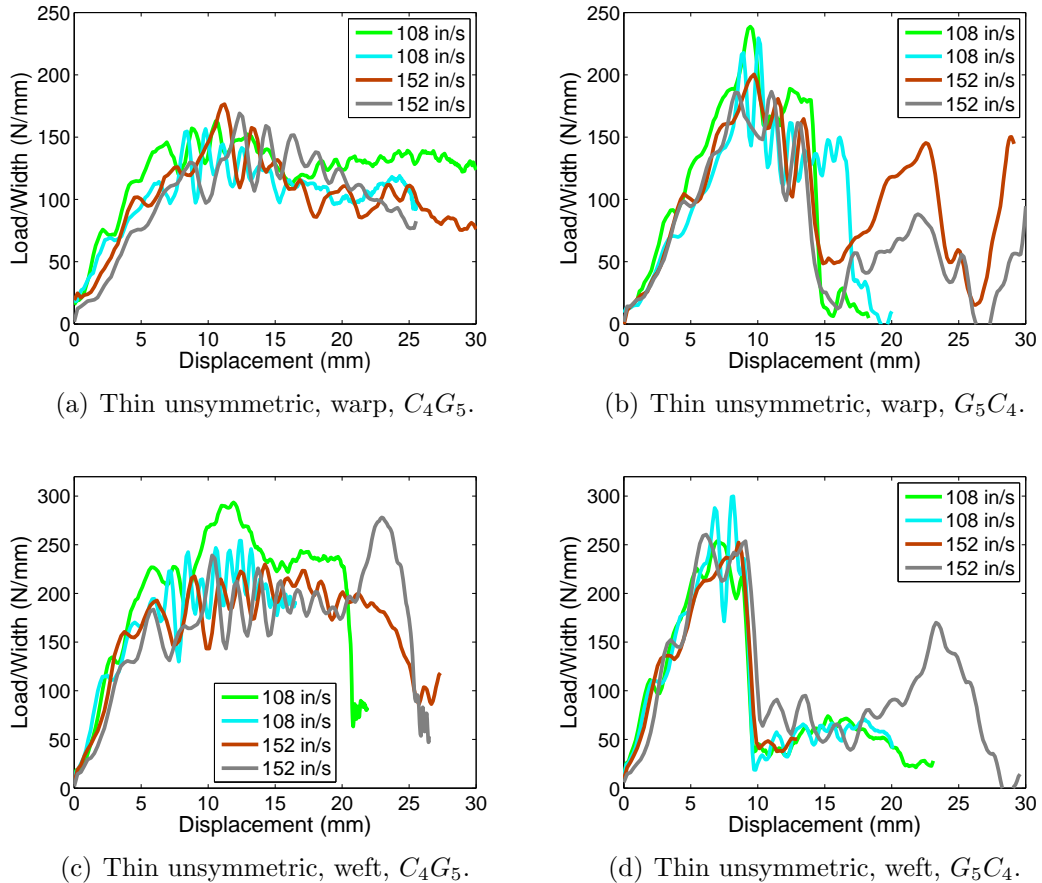 250
200
150
100
50
0
Load/Width (N/mm)
0 5 10 15 20 25 30
Displacement (mm)
108 in/s
108 in/s
152 in/s
152 in/s
(a) Thin unsymmetric, warp, C₄G₅.
250
200
150
100
50
0
Load/Width (N/mm)
0 5 10 15 20 25 30
Displacement (mm)
108 in/s
108 in/s
152 in/s
152 in/s
(b) Thin unsymmetric, warp, G₅C₄.
300
250
200
150
100
50
0
Load/Width (N/mm)
0 5 10 15 20 25 30
Displacement (mm)
108 in/s
108 in/s
152 in/s
152 in/s
(c) Thin unsymmetric, weft, C₄G₅.
300
250
200
150
100
50
0
Load/Width (N/mm)
0 5 10 15 20 25 30
Displacement (mm)
108 in/s
108 in/s
152 in/s
152 in/s
(d) Thin unsymmetric, weft, G₅C₄.